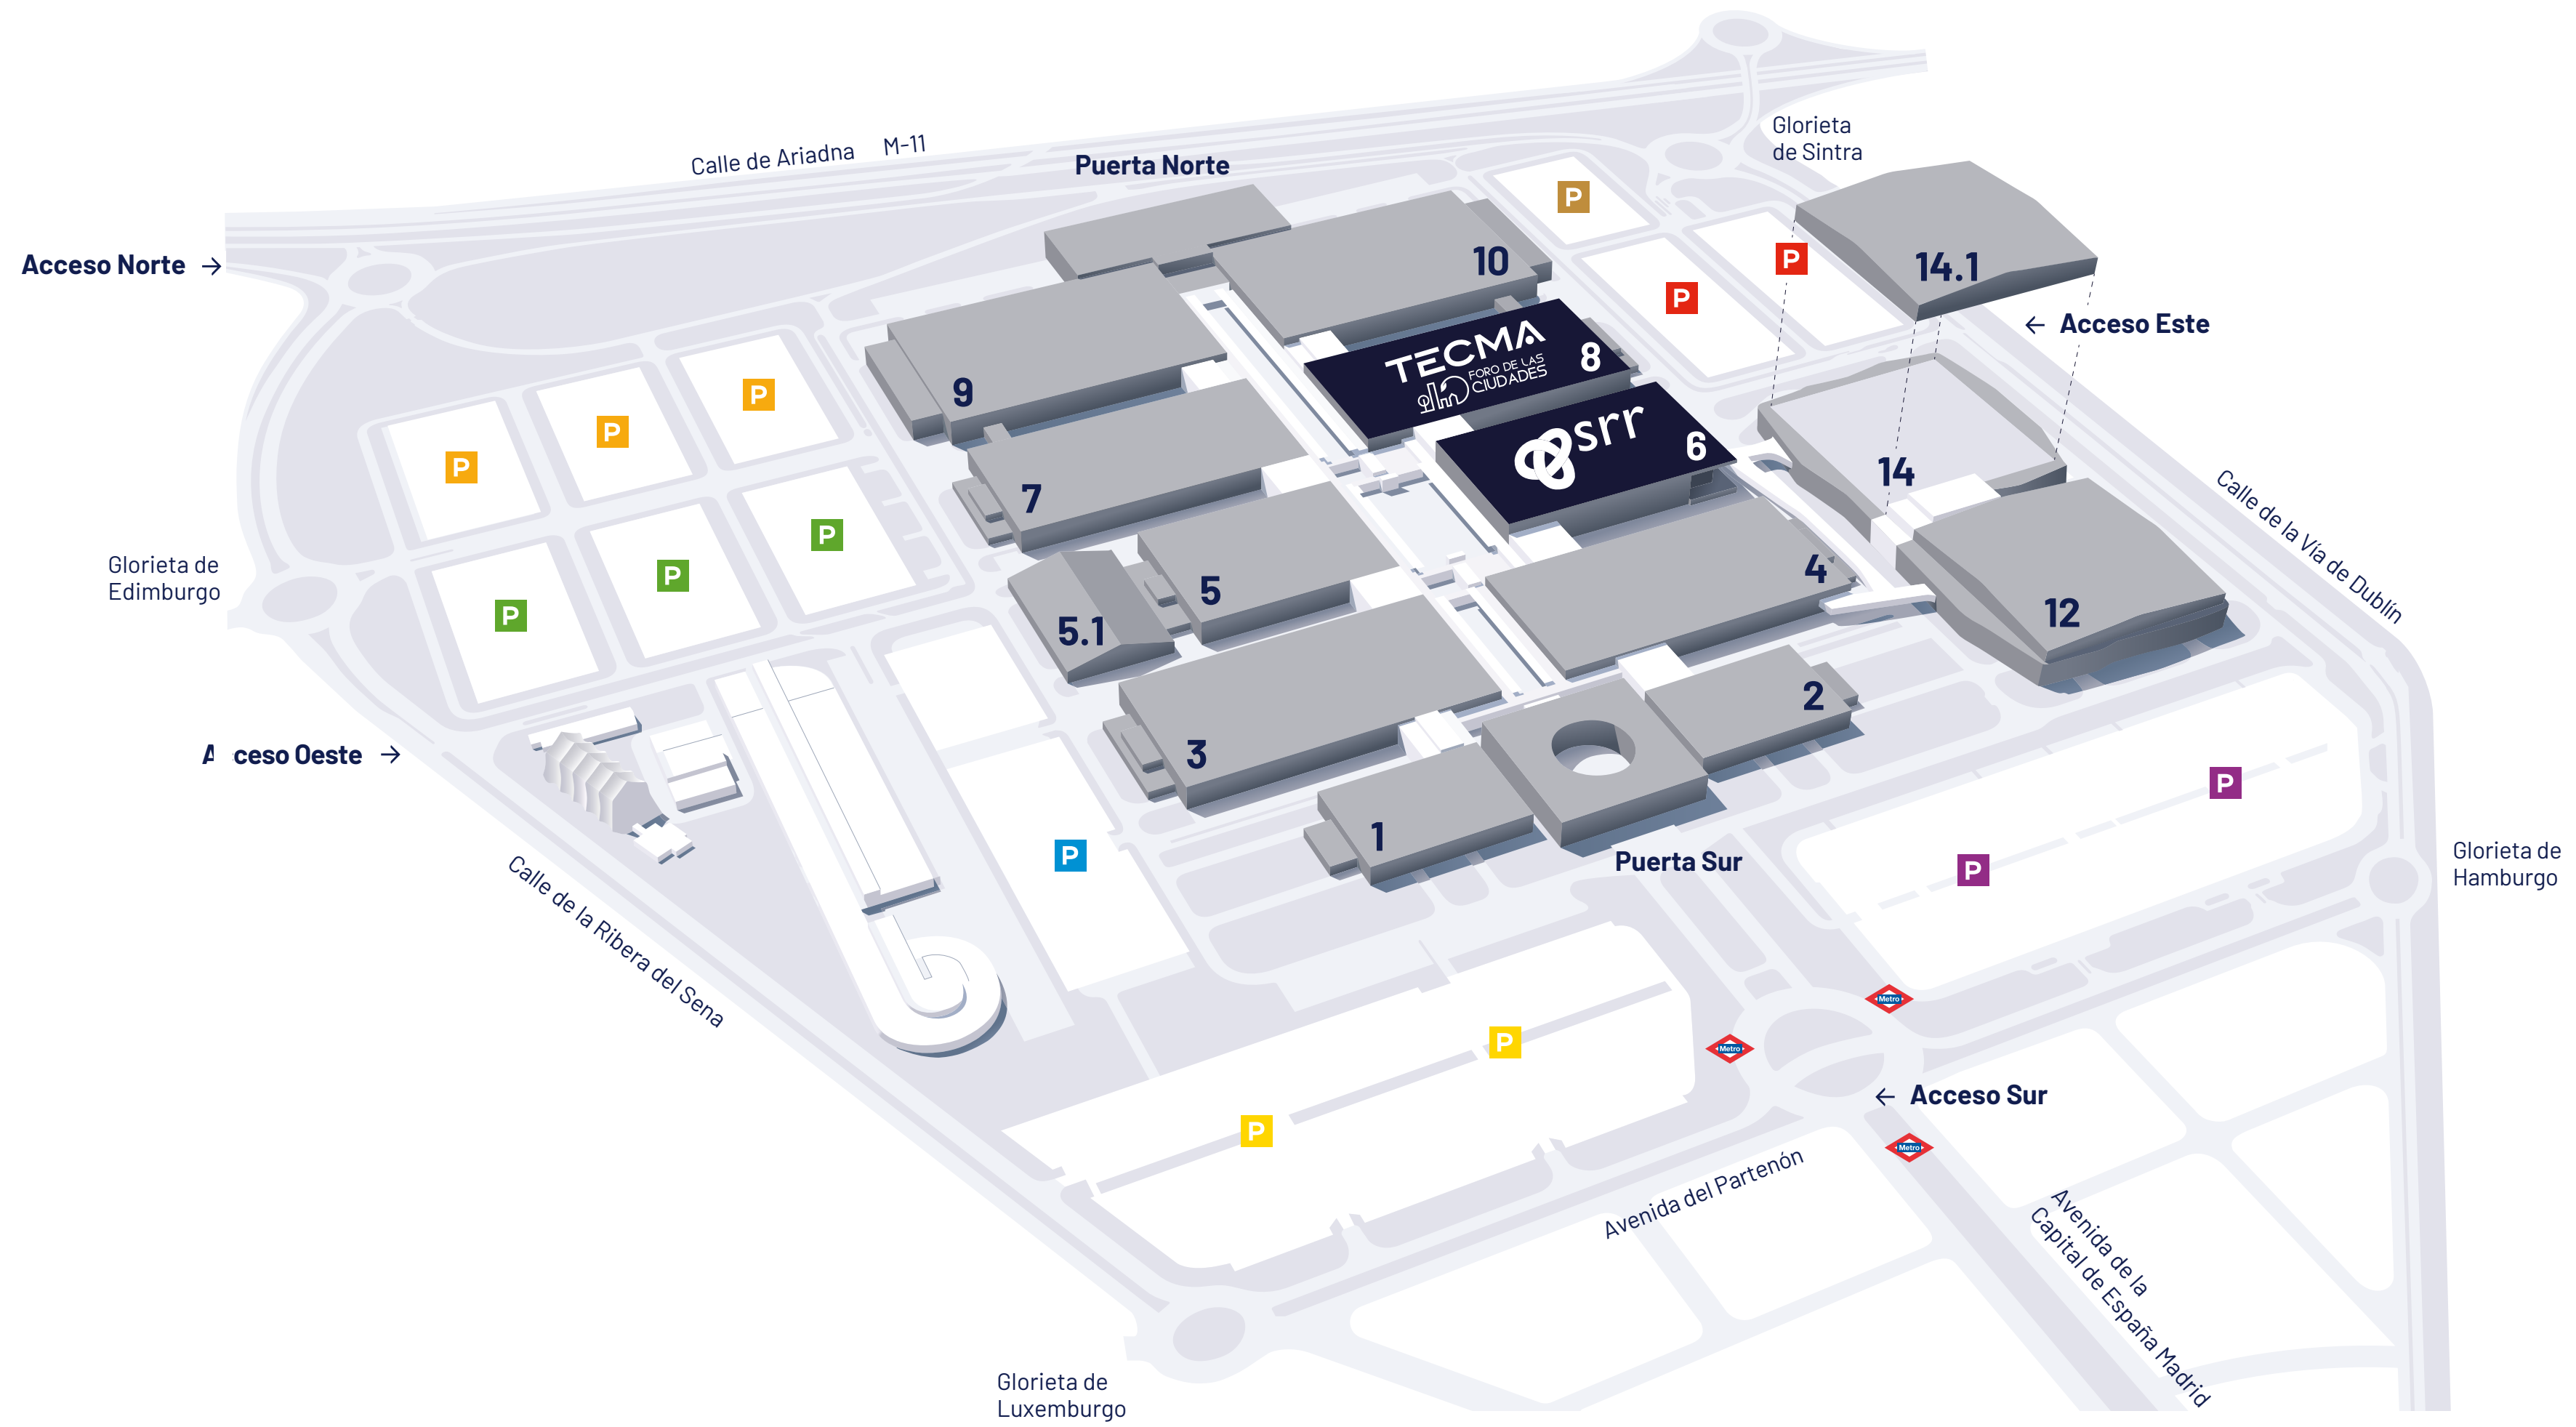 Glorieta
de Sintra
Calle de Ariadna M-11
Puerta Norte
P
Acceso Norte →
10
P
14.1
P
← Acceso Este
TECMA
FORO DE LAS
CIUDADES
8
9
P
P
P
srr
6
14
7
Calle de la Vía de Dublín
P
P
P
Glorieta de
Edimburgo
5
4
5.1
12
2
3
Acceso Oeste →
P
1
P
Puerta Sur
P
Glorieta de
Hamburgo
Calle de la Ribera del Sena
Metro
P
Metro
← Acceso Sur
P
Metro
Avenida del Partenón
Avenida de la
Capital de España Madrid
Glorieta de
Luxemburgo